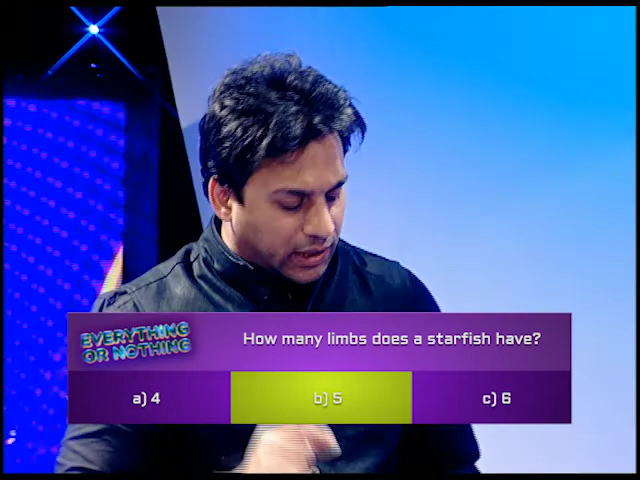 EVERYTHING
OR NOTHING
How many limbs does a starfish have?
a) 4
b) 5
c) 6